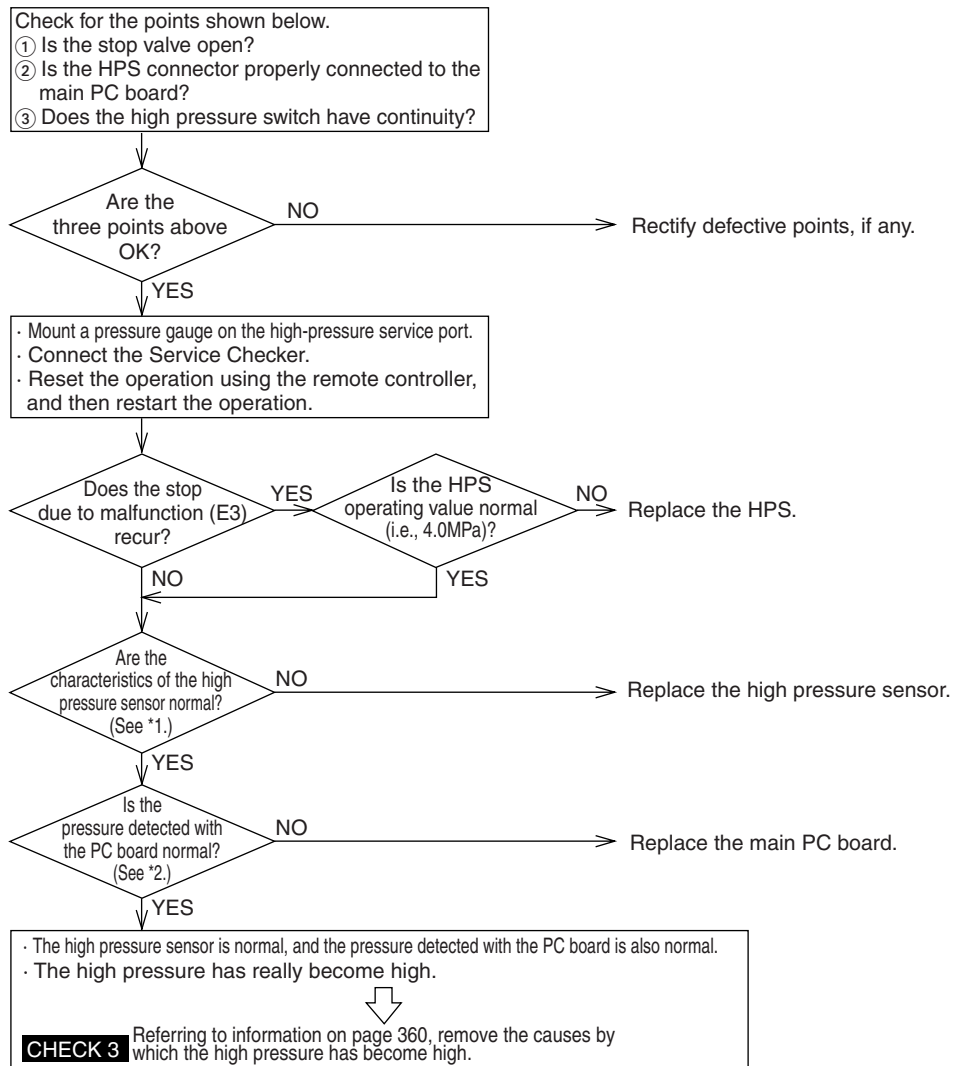 Check for the points shown below.
① Is the stop valve open?
② Is the HPS connector properly connected to the
main PC board?
③ Does the high pressure switch have continuity?
Are the
three points above
OK?
NO
Rectify defective points, if any.
YES
· Mount a pressure gauge on the high-pressure service port.
· Connect the Service Checker.
· Reset the operation using the remote controller,
and then restart the operation.
Does the stop
due to malfunction (E3)
recur?
YES
Is the HPS
operating value normal
(i.e., 4.0MPa)?
NO
Replace the HPS.
NO
YES
Are the
characteristics of the high
pressure sensor normal?
(See *1.)
NO
Replace the high pressure sensor.
YES
Is the
pressure detected with
the PC board normal?
(See *2.)
NO
Replace the main PC board.
YES
· The high pressure sensor is normal, and the pressure detected with the PC board is also normal.
· The high pressure has really become high.
CHECK 3
Referring to information on page 360, remove the causes by
which the high pressure has become high.